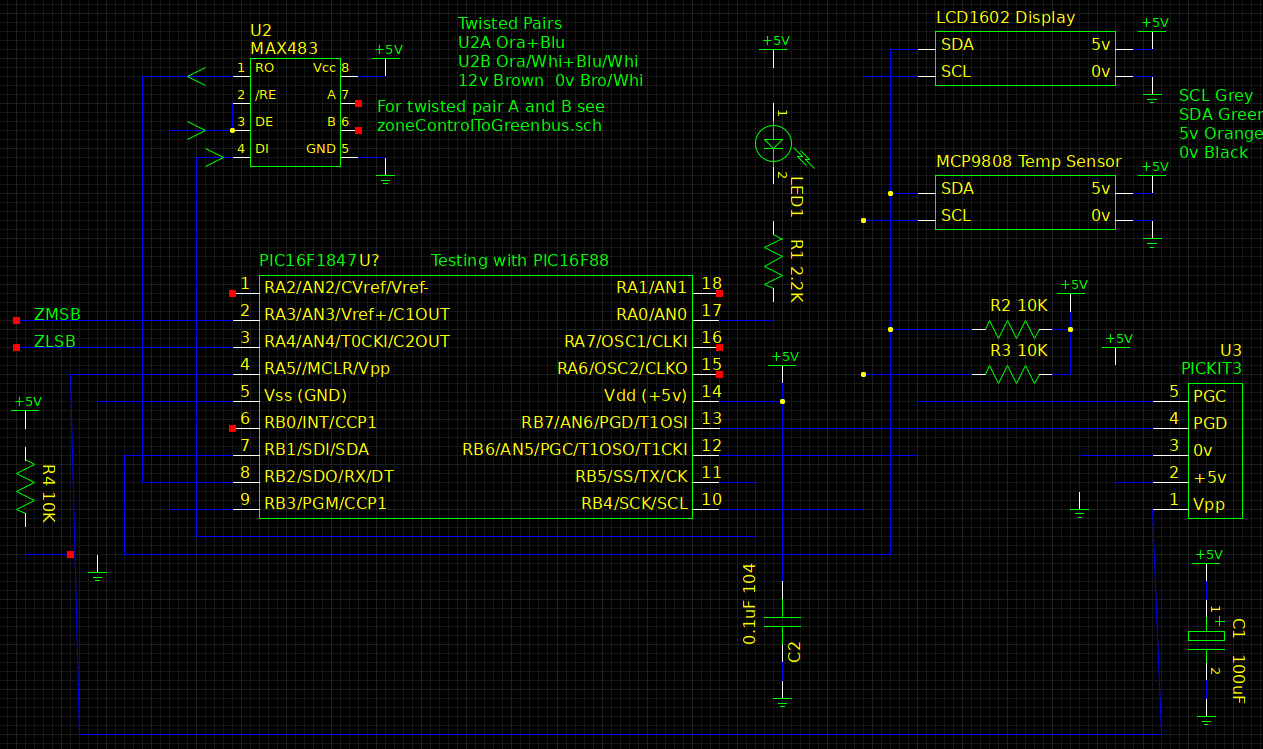 U2
MAX483
1 RO Vcc 8
2 /RE A 7
3 DE B 6
4 DI GND 5
+5V
Twisted Pairs
U2A Ora+Blu
U2B Ora/Whi+Blu/Whi
12v Brown 0v Bro/Whi
For twisted pair A and B see
zoneControlToGreenbus.sch
+5V
1
2
LED1
R1 2.2K
LCD1602 Display
SDA 5v
SCL 0v
+5V
SCL Grey
SDA Green
5v Orange
0v Black
MCP9808 Temp Sensor
SDA 5v
SCL 0v
+5V
PIC16F1847 U? Testing with PIC16F88
1 RA2/AN2/CVref/Vref- RA1/AN1 18
2 RA3/AN3/Vref+/C1OUT RA0/AN0 17
3 RA4/AN4/T0CKI/C2OUT RA7/OSC1/CLKI 16
4 RA5//MCLR/Vpp RA6/OSC2/CLKO 15
5 Vss (GND) Vdd (+5v) 14
6 RB0/INT/CCP1 RB7/AN6/PGD/T1OSI 13
7 RB1/SDI/SDA RB6/AN5/PGC/T1OSO/T1CKI 12
8 RB2/SDO/RX/DT RB5/SS/TX/CK 11
9 RB3/PGM/CCP1 RB4/SCK/SCL 10
ZMSB
ZLSB
+5V
R4 10K
+5V
R2 10K
R3 10K
+5V
+5V
U3
PICKIT3
5 PGC
4 PGD
3 0v
2 +5v
1 Vpp
0.1uF 104
C2
+5V
1 +
2
C1 100uF